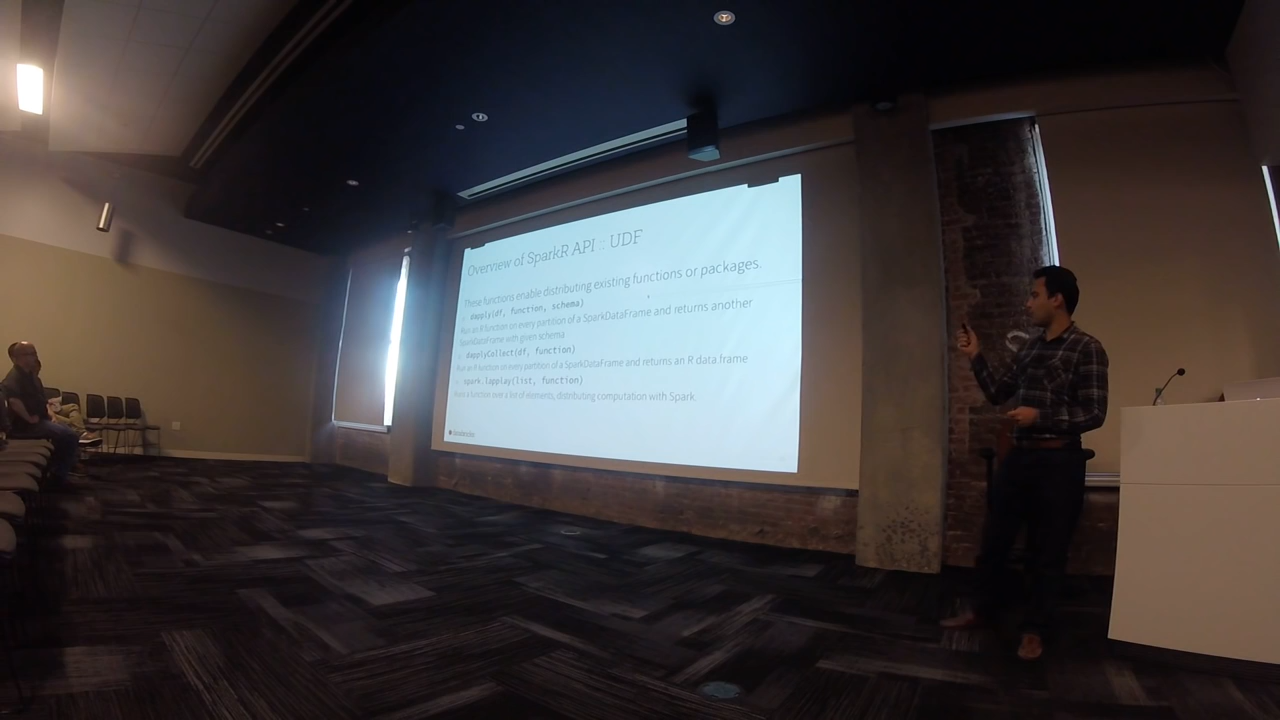 Overview of SparkR API :: UDF
These functions enable distributing existing functions or packages.
dapply(df, function, schema)
Run an R function on every partition of a SparkDataFrame and returns another
SparkDataFrame with given schema
dapplyCollect(df, function)
Run an R function on every partition of a SparkDataFrame and returns an R data.frame
spark.lapplay(list, function)
Runs a function over a list of elements, distributing computation with Spark.
databricks